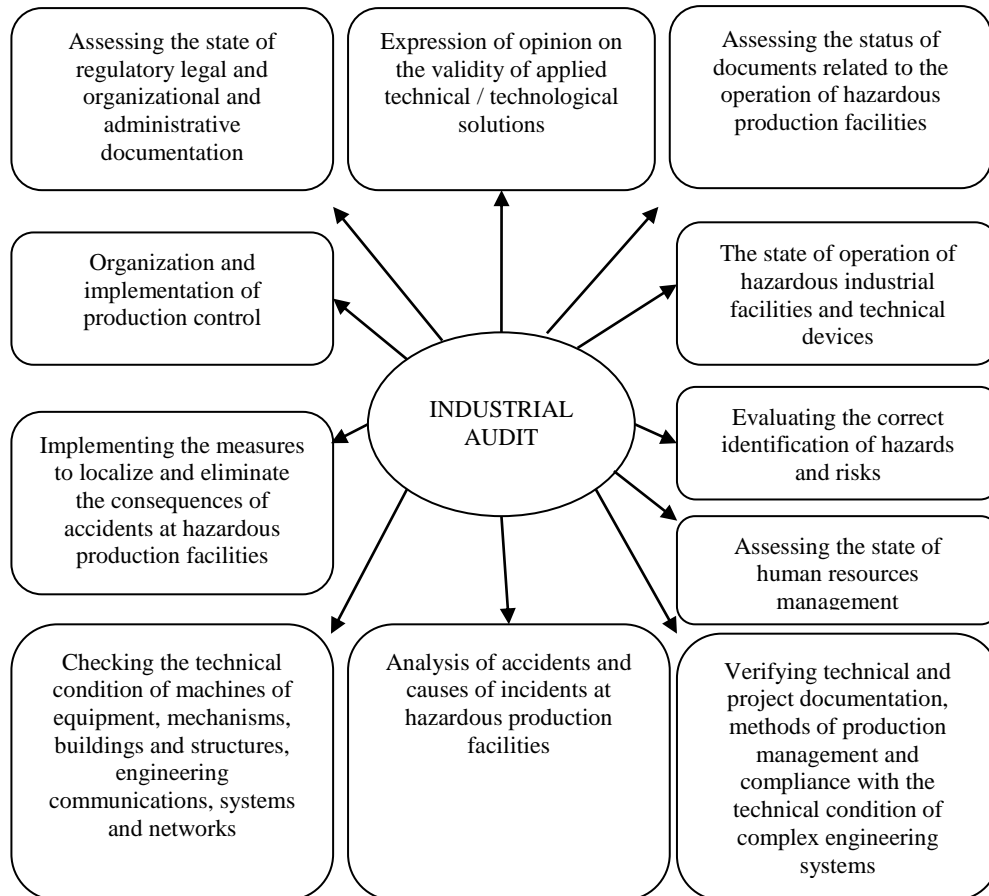 Assessing the state of
regulatory legal and
organizational and
administrative
documentation
Expression of opinion on
the validity of applied
technical / technological
solutions
Assessing the status of
documents related to the
operation of hazardous
production facilities
Organization and
implementation of
production control
The state of operation of
hazardous industrial
facilities and technical
devices
INDUSTRIAL
AUDIT
Implementing the measures
to localize and eliminate
the consequences of
accidents at hazardous
production facilities
Evaluating the correct
identification of hazards
and risks
Assessing the state of
human resources
management
Checking the technical
condition of machines of
equipment, mechanisms,
buildings and structures,
engineering
communications, systems
and networks
Analysis of accidents and
causes of incidents at
hazardous production
facilities
Verifying technical and
project documentation,
methods of production
management and
compliance with the
technical condition of
complex engineering
systems